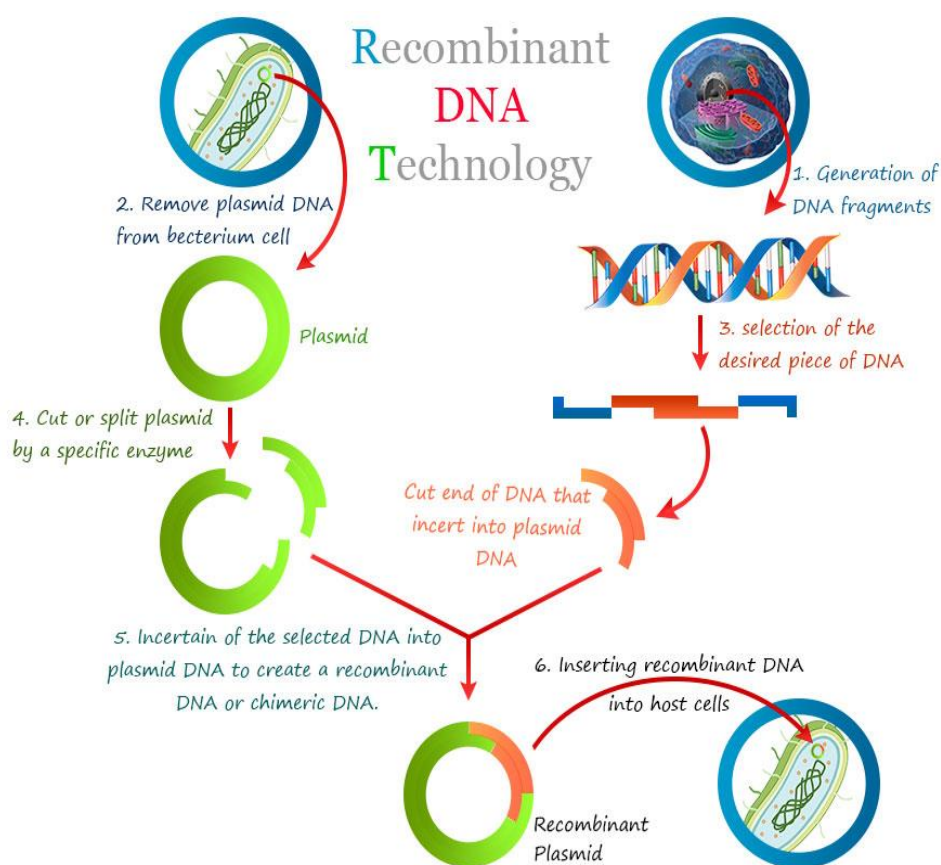 Recombinant
DNA
Technology
1. Generation of
DNA fragments
2. Remove plasmid DNA
from becterium cell
Plasmid
3. selection of the
desired piece of DNA
4. Cut or split plasmid
by a specific enzyme
Cut end of DNA that
incert into plasmid
DNA
5. Incertain of the selected DNA into
plasmid DNA to create a recombinant
DNA or chimeric DNA.
6. Inserting recombinant DNA
into host cells
Recombinant
Plasmid